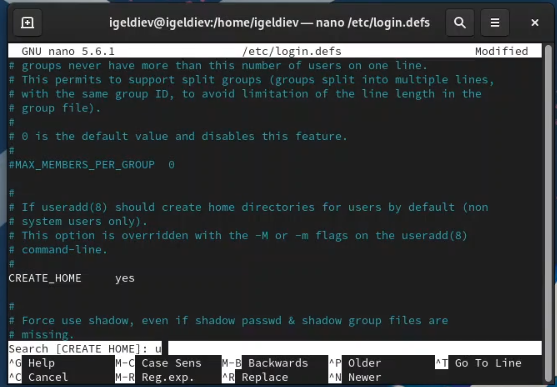 igeldiev@igeldiev:/home/igeldiev — nano /etc/login.defs
GNU nano 5.6.1 /etc/login.defs Modified
# groups never have more than this number of users on one line.
# This permits to support split groups (groups split into multiple lines,
# with the same group ID, to avoid limitation of the line length in the
# group file).
#
# 0 is the default value and disables this feature.
#
#MAX_MEMBERS_PER_GROUP 0
#
# If useradd(8) should create home directories for users by default (non
# system users only).
# This option is overridden with the -M or -m flags on the useradd(8)
# command-line.
#
CREATE_HOME yes
#
# Force use shadow, even if shadow passwd & shadow group files are
# missing.
Search [CREATE HOME]: u
^G Help M-C Case Sens M-B Backwards ^P Older ^T Go To Line
^C Cancel M-R Reg.exp. ^R Replace ^N Newer